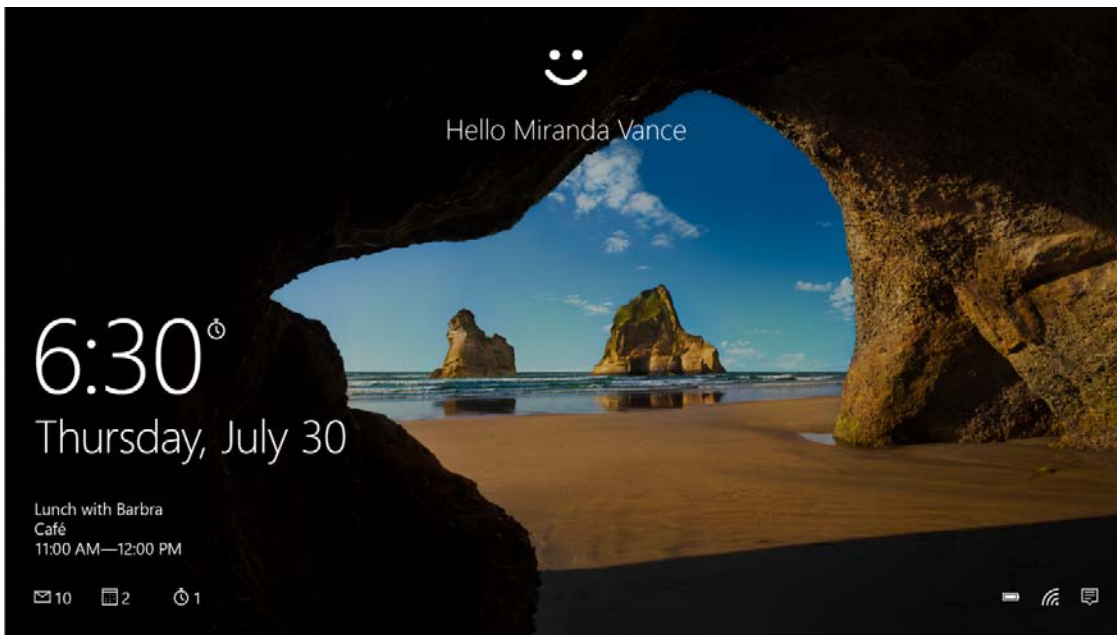 Hello Miranda Vance
6:30
Thursday, July 30
Lunch with Barbra
Café
11:00 AM—12:00 PM
10 2 1